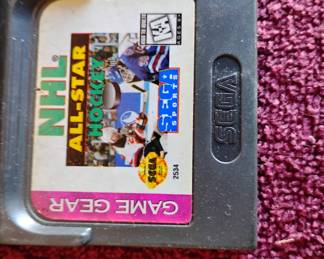 NHL
ALL-STAR
HOCKEY
SEGA
SPORTS
SEGA
2534
GAME GEAR
SEGA